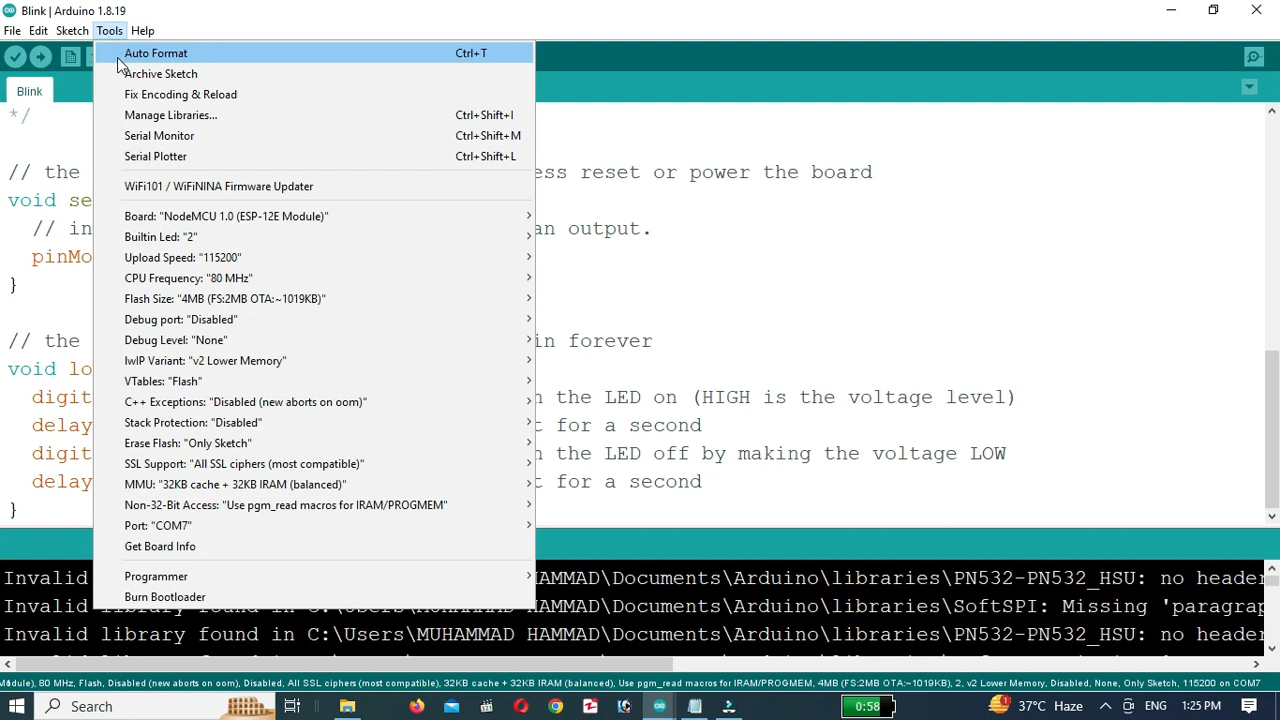 Blink | Arduino 1.8.19
File Edit Sketch Tools Help
Auto Format Ctrl+T
Archive Sketch
Fix Encoding & Reload
Manage Libraries... Ctrl+Shift+I
Serial Monitor Ctrl+Shift+M
Serial Plotter Ctrl+Shift+L
WiFi101 / WiFiNINA Firmware Updater
Board: "NodeMCU 1.0 (ESP-12E Module)"
Builtin Led: "2"
Upload Speed: "115200"
CPU Frequency: "80 MHz"
Flash Size: "4MB (FS:2MB OTA:~1019KB)"
Debug port: "Disabled"
Debug Level: "None"
lwIP Variant: "v2 Lower Memory"
VTables: "Flash"
C++ Exceptions: "Disabled (new aborts on oom)"
Stack Protection: "Disabled"
Erase Flash: "Only Sketch"
SSL Support: "All SSL ciphers (most compatible)"
MMU: "32KB cache + 32KB IRAM (balanced)"
Non-32-Bit Access: "Use pgm_read macros for IRAM/PROGMEM"
Port: "COM7"
Get Board Info
Programmer
Burn Bootloader
Blink
*/
// the ess reset or power the board
void se
// in an output.
pinMo
}
// the in forever
void lo
digit n the LED on (HIGH is the voltage level)
delay t for a second
digit n the LED off by making the voltage LOW
delay t for a second
}
Invalid HAMMAD\Documents\Arduino\libraries\PN532-PN532_HSU: no header
Invalid library found in C:\Users\MUHAMMAD HAMMAD\Documents\Arduino\libraries\SoftSPI: Missing 'paragrap
Invalid library found in C:\Users\MUHAMMAD HAMMAD\Documents\Arduino\libraries\PN532-PN532_HSU: no header
Module), 80 MHz, Flash, Disabled (new aborts on oom), Disabled, All SSL ciphers (most compatible), 32KB cache + 32KB IRAM (balanced), Use pgm_read macros for IRAM/PROGMEM, 4MB (FS:2MB OTA:~1019KB), 2, v2 Lower Memory, Disabled, None, Only Sketch, 115200 on COM7
Search 0:58 37°C Haze ENG 1:25 PM